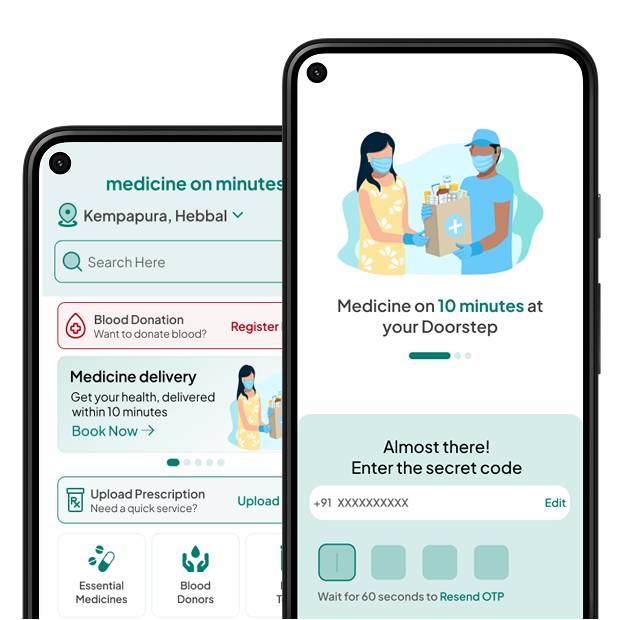 medicine on minutes
Kempapura, Hebbal
Search Here
Blood Donation
Want to donate blood?
Register
Medicine delivery
Get your health, delivered
within 10 minutes
Book Now
Upload Prescription
Need a quick service?
Upload
Rx
Essential
Medicines
Blood
Donors
Medicine on 10 minutes at
your Doorstep
Almost there!
Enter the secret code
+91 XXXXXXXXXX
Edit
Wait for 60 seconds to Resend OTP